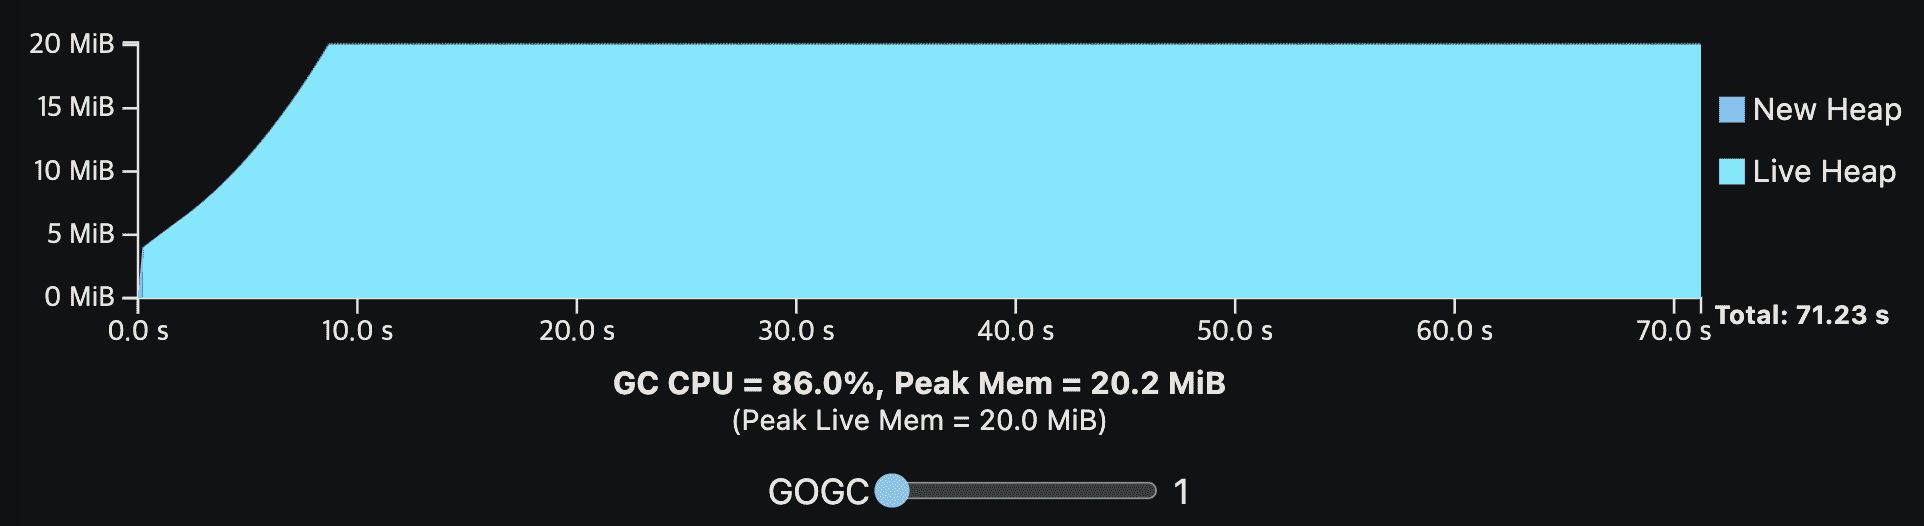 20 MiB
15 MiB
10 MiB
5 MiB
0 MiB
New Heap
Live Heap
0.0 s 10.0 s 20.0 s 30.0 s 40.0 s 50.0 s 60.0 s 70.0 s
Total: 71.23 s
GC CPU = 86.0%, Peak Mem = 20.2 MiB
(Peak Live Mem = 20.0 MiB)
GOGC 1